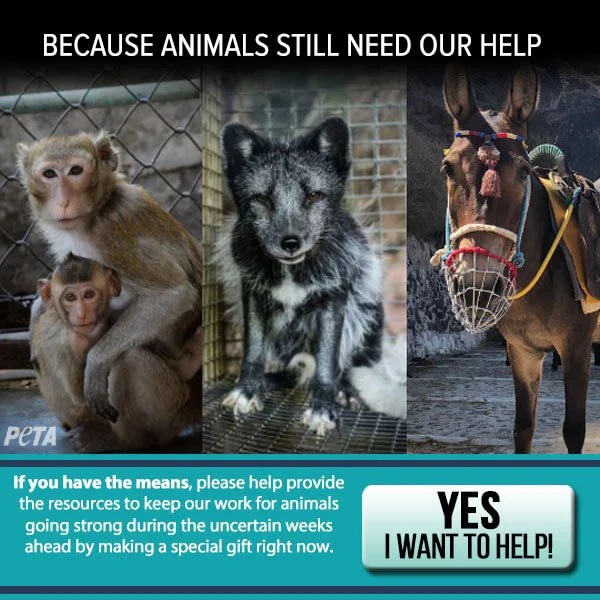 BECAUSE ANIMALS STILL NEED OUR HELP
PeTA
If you have the means, please help provide
the resources to keep our work for animals
going strong during the uncertain weeks
ahead by making a special gift right now.
YES
I WANT TO HELP!